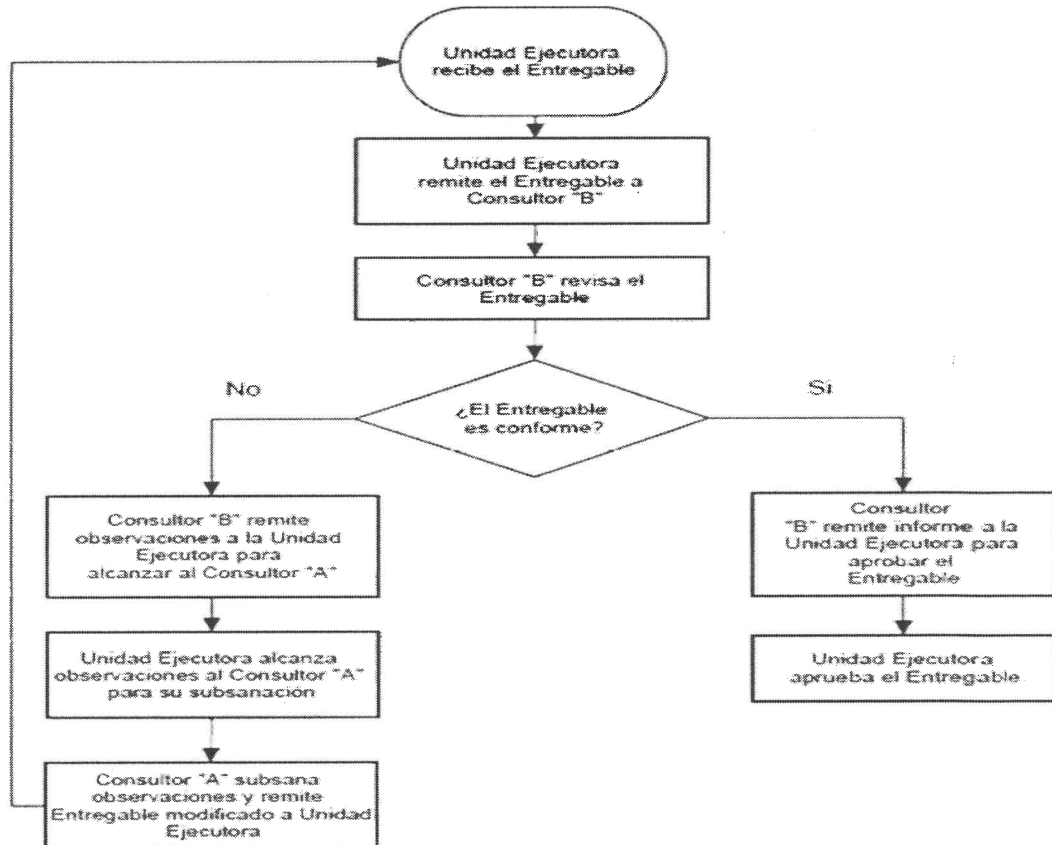 Unidad Ejecutora
recibe el Entregable
Unidad Ejecutora
remite el Entregable a
Consultor "B"
Consultor "B" revisa el
Entregable
¿El Entregable
es conforme?
No
Si
Consultor "B" remite
observaciones a la Unidad
Ejecutora para
alcanzar al Consultor "A"
Unidad Ejecutora alcanza
observaciones al Consultor "A"
para su subsanación
Consultor "A" subsana
observaciones y remite
Entregable modificado a Unidad
Ejecutora
Consultor
"B" remite informe a la
Unidad Ejecutora para
aprobar el
Entregable
Unidad Ejecutora
aprueba el Entregable